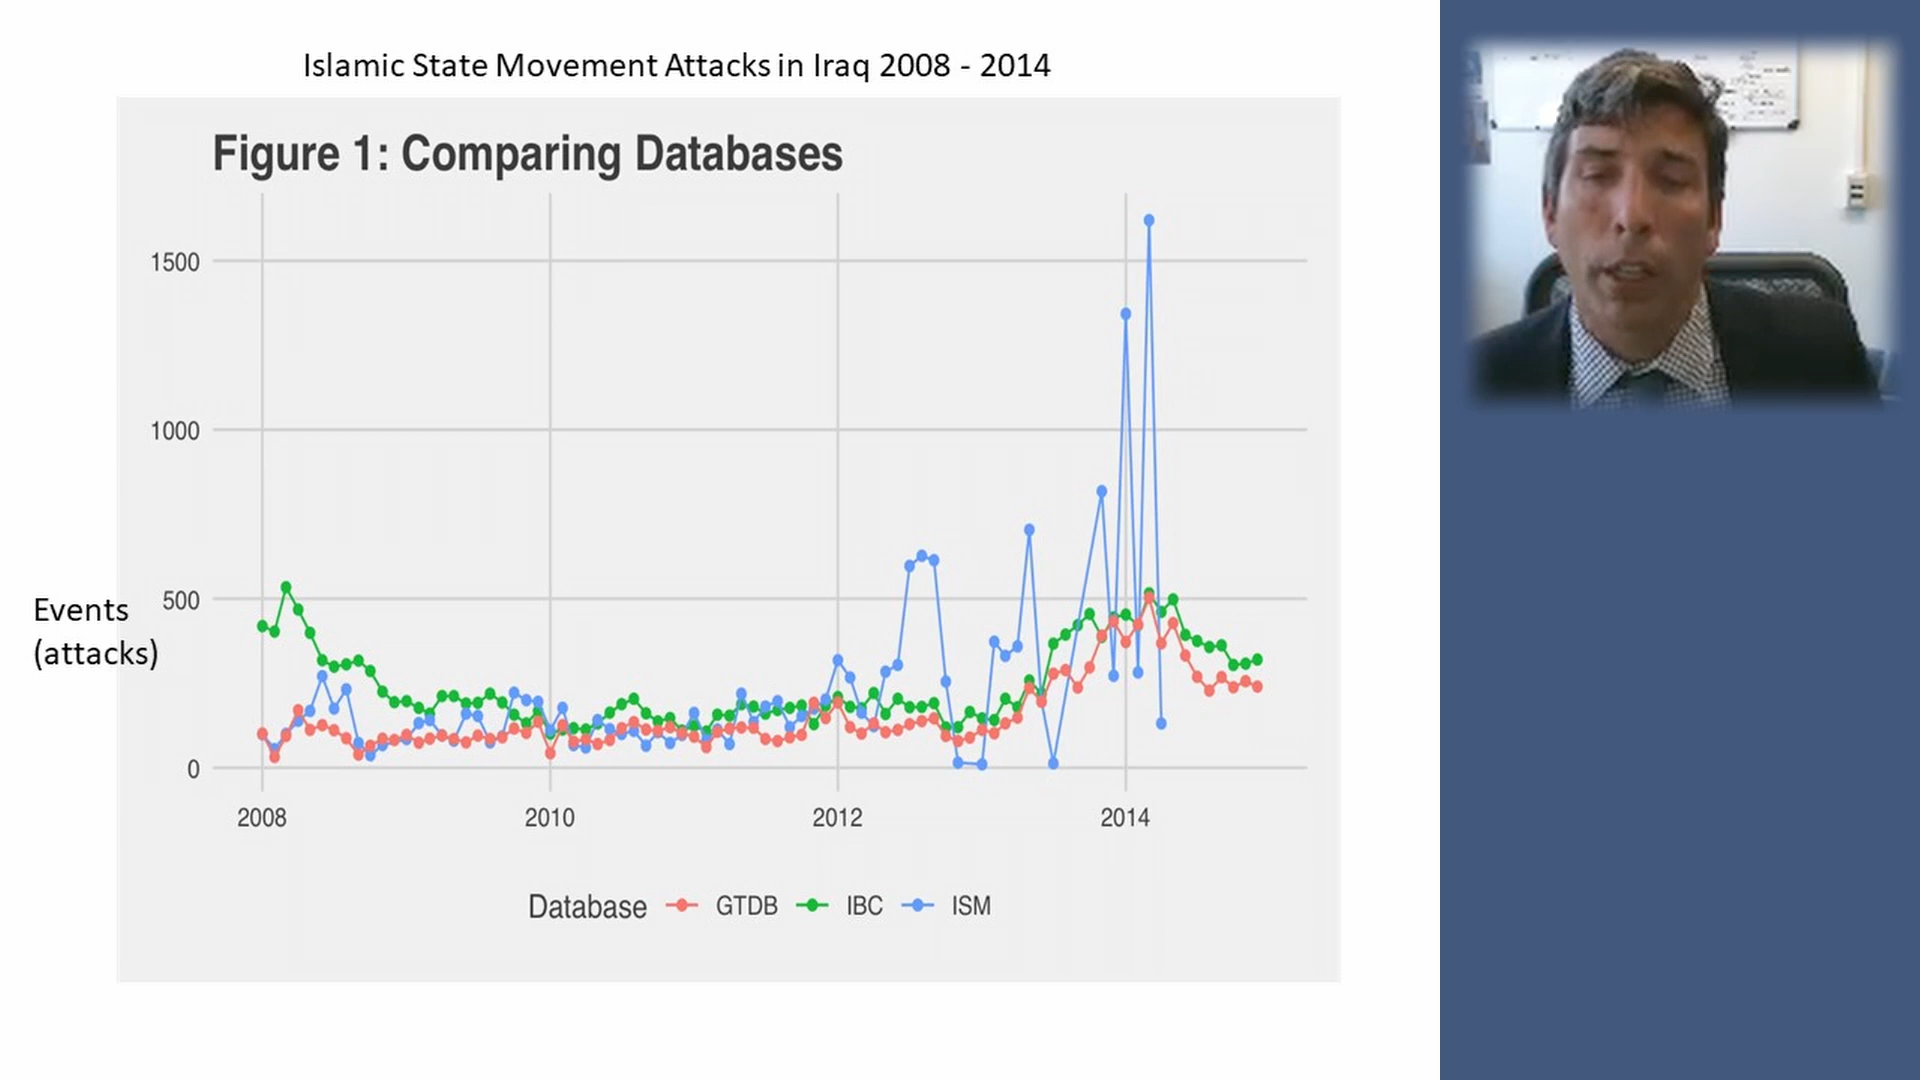 Islamic State Movement Attacks in Iraq 2008 - 2014
Figure 1: Comparing Databases
1500
1000
500
0
Events
(attacks)
2008 2010 2012 2014
Database GTDB IBC ISM